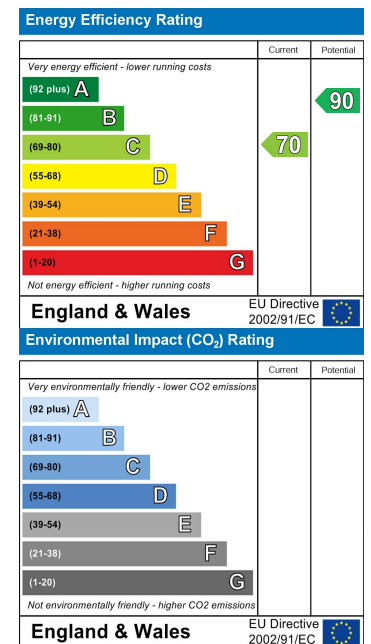 Energy Efficiency Rating
Current Potential
Very energy efficient - lower running costs
(92 plus) A
(81-91) B
(69-80) C
(55-68) D
(39-54) E
(21-38) F
(1-20) G
70
90
Not energy efficient - higher running costs
England & Wales
EU Directive
2002/91/EC
Environmental Impact (CO₂) Rating
Current Potential
Very environmentally friendly - lower CO2 emissions
(92 plus) A
(81-91) B
(69-80) C
(55-68) D
(39-54) E
(21-38) F
(1-20) G
Not environmentally friendly - higher CO2 emissions
England & Wales
EU Directive
2002/91/EC